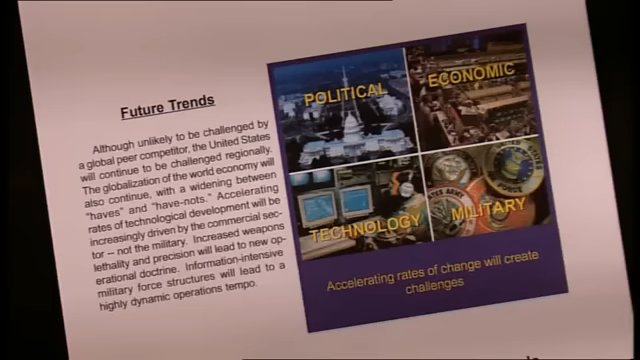 Future Trends
Although unlikely to be challenged by
a global peer competitor, the United States
will continue to be challenged regionally.
The globalization of the world economy will
also continue, with a widening between
"haves" and "have-nots." Accelerating
rates of technological development will be
increasingly driven by the commercial sec-
tor – not the military. Increased weapons
lethality and precision will lead to new op-
erational doctrine. Information-intensive
military force structures will lead to a
highly dynamic operations tempo.
POLITICAL
ECONOMIC
TECHNOLOGY
MILITARY
Accelerating rates of change will create
challenges